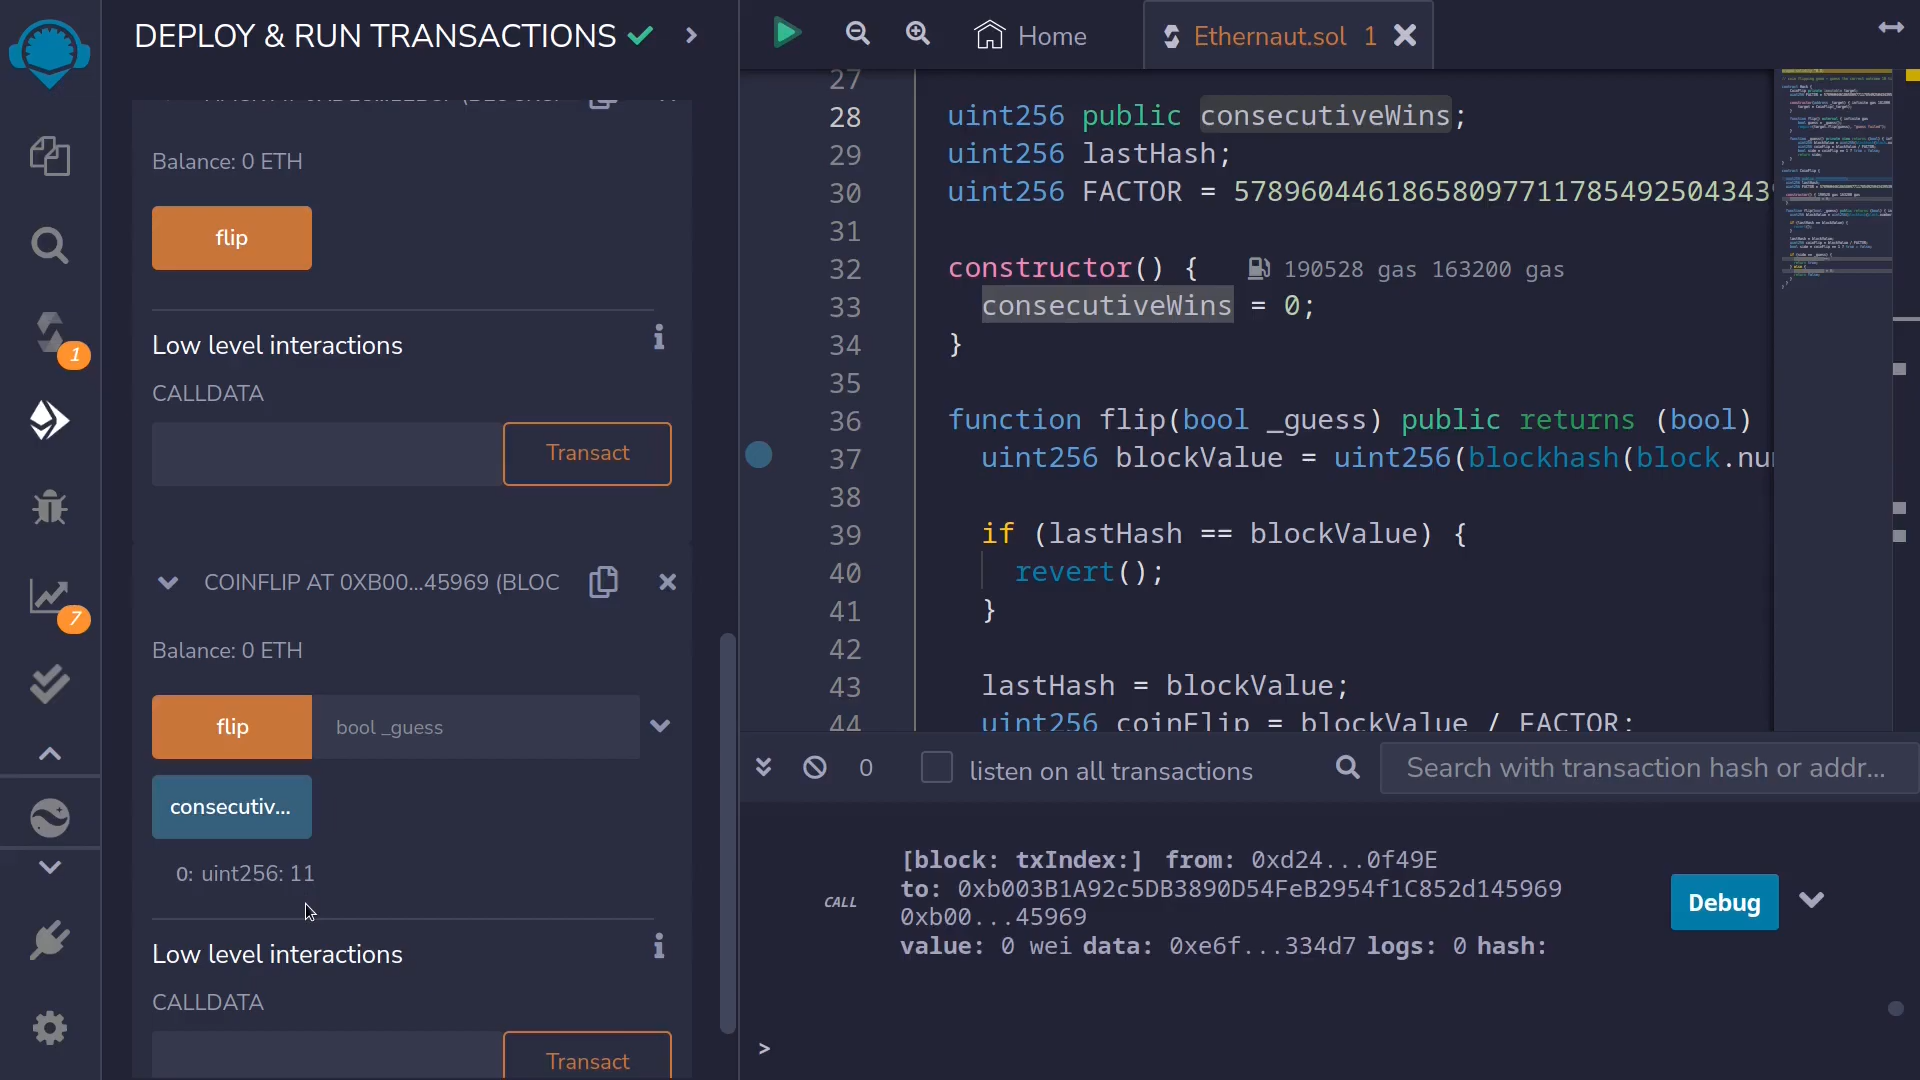 DEPLOY & RUN TRANSACTIONS
Balance: 0 ETH
flip
Low level interactions
CALLDATA
Transact
COINFLIP AT 0XB00...45969 (BLOC
Balance: 0 ETH
flip
bool _guess
consecutiv...
0: uint256: 11
Low level interactions
CALLDATA
Transact
1
7
Home
Ethernaut.sol 1
27
28 uint256 public consecutiveWins;
29 uint256 lastHash;
30 uint256 FACTOR = 57896044618658097711785492504343
31
32 constructor() { 190528 gas 163200 gas
33 consecutiveWins = 0;
34 }
35
36 function flip(bool _guess) public returns (bool)
37 uint256 blockValue = uint256(blockhash(block.nu
38
39 if (lastHash == blockValue) {
40 revert();
41 }
42
43 lastHash = blockValue;
44 uint256 coinFlip = blockValue / FACTOR;
0
listen on all transactions
Search with transaction hash or addr...
CALL
[block: txIndex:] from: 0xd24...0f49E
to: 0xb003B1A92c5DB3890D54FeB2954f1C852d145969
0xb00...45969
value: 0 wei data: 0xe6f...334d7 logs: 0 hash:
Debug
>